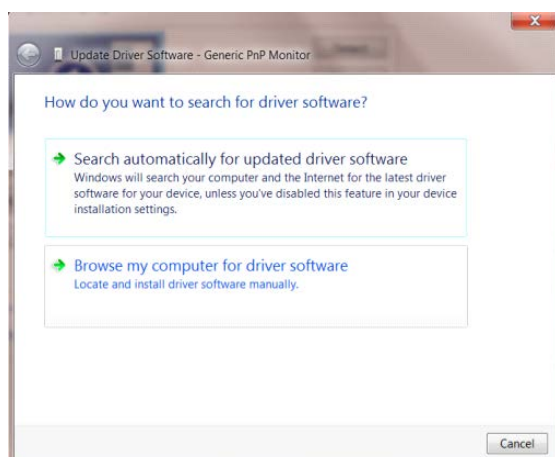 X
Update Driver Software - Generic PnP Monitor
How do you want to search for driver software?
Search automatically for updated driver software
Windows will search your computer and the Internet for the latest driver
software for your device, unless you've disabled this feature in your device
installation settings.
Browse my computer for driver software
Locate and install driver software manually.
Cancel